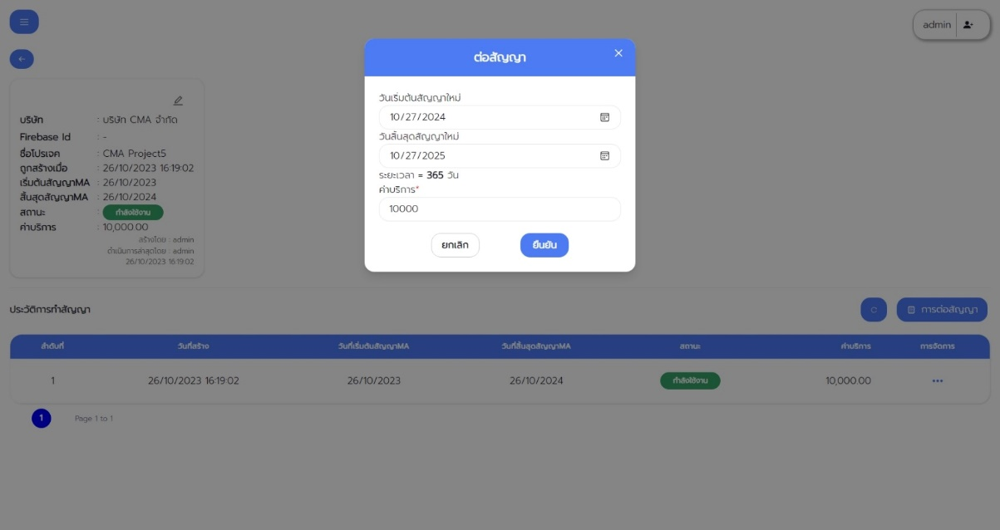 admin
ต่อสัญญา
วันเริ่มต้นสัญญาใหม่
10/27/2024
วันสิ้นสุดสัญญาใหม่
10/27/2025
ระยะเวลา = 365 วัน
ค่าบริการ*
10000
ยกเลิก ยืนยัน
บริษัท : บริษัท CMA จำกัด
Firebase Id : -
ชื่อโปรเจค : CMA Project5
ถูกสร้างเมื่อ : 26/10/2023 16:19:02
เริ่มต้นสัญญาMA : 26/10/2023
สิ้นสุดสัญญาMA : 26/10/2024
สถานะ : กำลังใช้งาน
ค่าบริการ : 10,000.00
สร้างโดย : admin
ดำเนินการล่าสุดโดย : admin
26/10/2023 16:19:02
ประวัติการทำสัญญา
การต่อสัญญา
ลำดับที่ วันที่สร้าง วันที่เริ่มต้นสัญญาMA วันที่สิ้นสุดสัญญาMA สถานะ ค่าบริการ การจัดการ
1 26/10/2023 16:19:02 26/10/2023 26/10/2024 กำลังใช้งาน 10,000.00 •••
1 Page 1 to 1